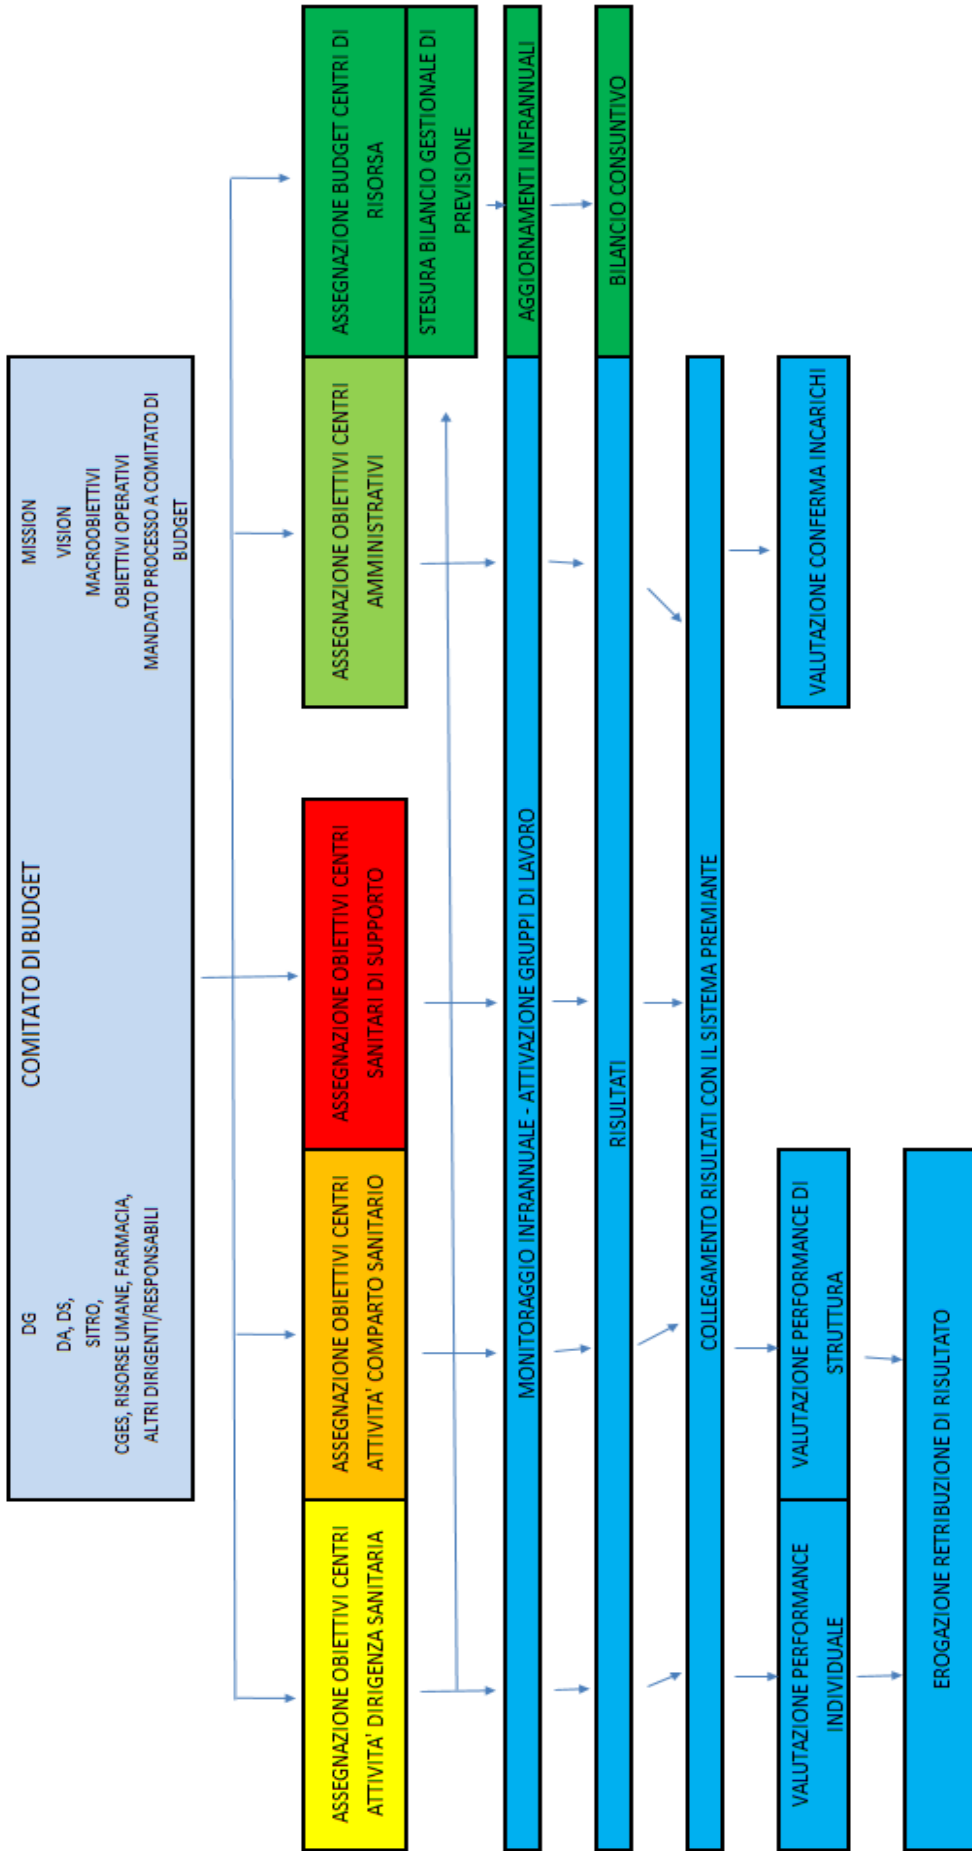 COMITATO DI BUDGET
DG
DA, DS,
SITRO,
CGES, RISORSE UMANE, FARMACIA,
ALTRI DIRIGENTI/RESPONSABILI
MISSION
VISION
MACROOBIETTIVI
OBIETTIVI OPERATIVI
MANDATO PROCESSO A COMITATO DI
BUDGET
ASSEGNAZIONE OBIETTIVI CENTRI
ATTIVITA' DIRIGENZA SANITARIA
ASSEGNAZIONE OBIETTIVI CENTRI
ATTIVITA' COMPARTO SANITARIO
ASSEGNAZIONE OBIETTIVI CENTRI
SANITARI DI SUPPORTO
ASSEGNAZIONE OBIETTIVI CENTRI
AMMINISTRATIVI
ASSEGNAZIONE BUDGET CENTRI DI
RISORSA
STESURA BILANCIO GESTIONALE DI
PREVISIONE
MONITORAGGIO INFRANNUALE - ATTIVAZIONE GRUPPI DI LAVORO
AGGIORNAMENTI INFRANNUALI
RISULTATI
BILANCIO CONSUNTIVO
COLLEGAMENTO RISULTATI CON IL SISTEMA PREMIANTE
VALUTAZIONE PERFORMANCE
INDIVIDUALE
VALUTAZIONE PERFORMANCE DI
STRUTTURA
VALUTAZIONE CONFERMA INCARICHI
EROGAZIONE RETRIBUZIONE DI RISULTATO